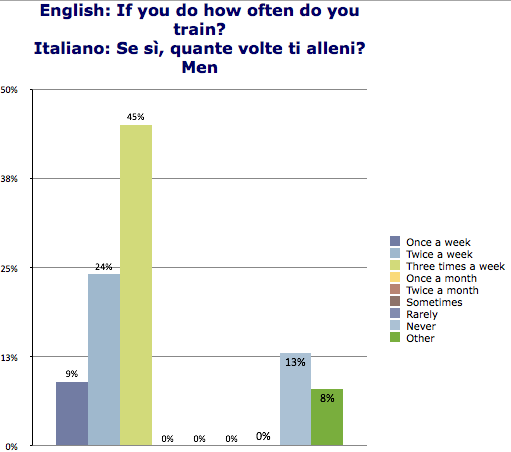 English: If you do how often do you
train?
Italiano: Se sì, quante volte ti alleni?
Men
50%
45%
38%
25%
24%
13%
9%
0%
0%
0%
0%
13%
8%
0%
Once a week
Twice a week
Three times a week
Once a month
Twice a month
Sometimes
Rarely
Never
Other